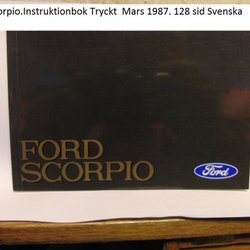 orpio.Instruktionbok Tryckt Mars 1987. 128 sid Svenska
FORD
SCORPIO
Ford